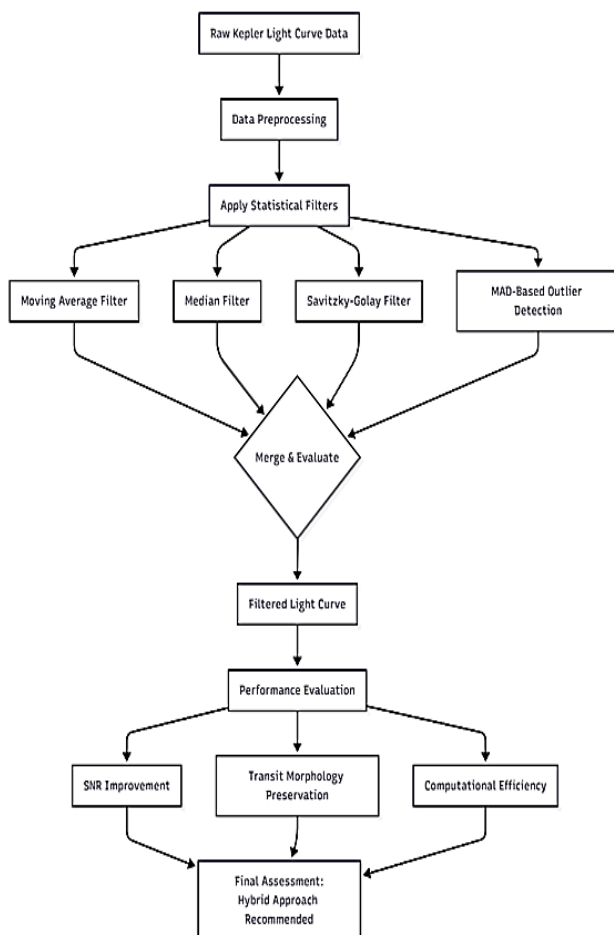 Raw Kepler Light Curve Data
Data Preprocessing
Apply Statistical Filters
Moving Average Filter
Median Filter
Savitzky-Golay Filter
MAD-Based Outlier
Detection
Merge & Evaluate
Filtered Light Curve
Performance Evaluation
SNR Improvement
Transit Morphology
Preservation
Computational Efficiency
Final Assessment:
Hybrid Approach
Recommended